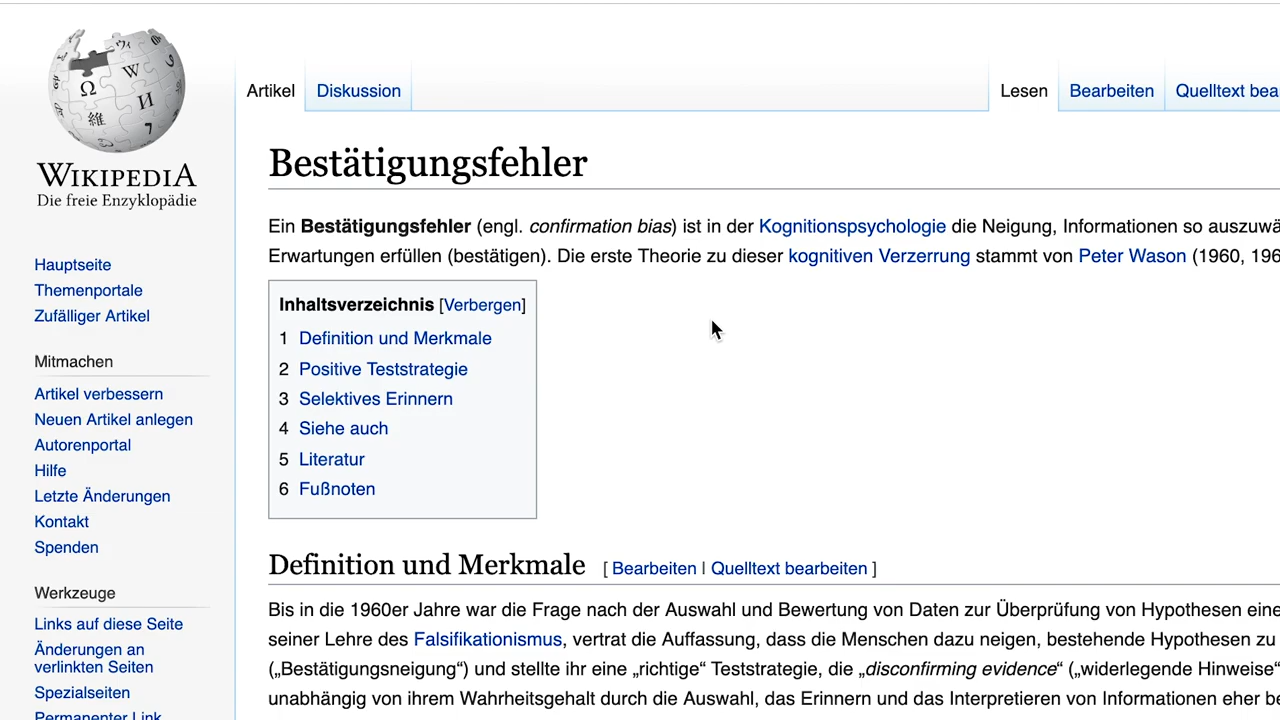 WIKIPEDIA
Die freie Enzyklopädie
Hauptseite
Themenportale
Zufälliger Artikel
Mitmachen
Artikel verbessern
Neuen Artikel anlegen
Autorenportal
Hilfe
Letzte Änderungen
Kontakt
Spenden
Werkzeuge
Links auf diese Seite
Änderungen an
verlinkten Seiten
Spezialseiten
Permanenter Link
Artikel Diskussion Lesen Bearbeiten Quelltext bea
Bestätigungsfehler
Ein Bestätigungsfehler (engl. confirmation bias) ist in der Kognitionspsychologie die Neigung, Informationen so auszuwä
Erwartungen erfüllen (bestätigen). Die erste Theorie zu dieser kognitiven Verzerrung stammt von Peter Wason (1960, 196
Inhaltsverzeichnis [Verbergen]
1 Definition und Merkmale
2 Positive Teststrategie
3 Selektives Erinnern
4 Siehe auch
5 Literatur
6 Fußnoten
Definition und Merkmale [ Bearbeiten | Quelltext bearbeiten ]
Bis in die 1960er Jahre war die Frage nach der Auswahl und Bewertung von Daten zur Überprüfung von Hypothesen eine
seiner Lehre des Falsifikationismus, vertrat die Auffassung, dass die Menschen dazu neigen, bestehende Hypothesen zu
(„Bestätigungsneigung“) und stellte ihr eine „richtige“ Teststrategie, die „disconfirming evidence“ („widerlegende Hinweise“
unabhängig von ihrem Wahrheitsgehalt durch die Auswahl, das Erinnern und das Interpretieren von Informationen eher be